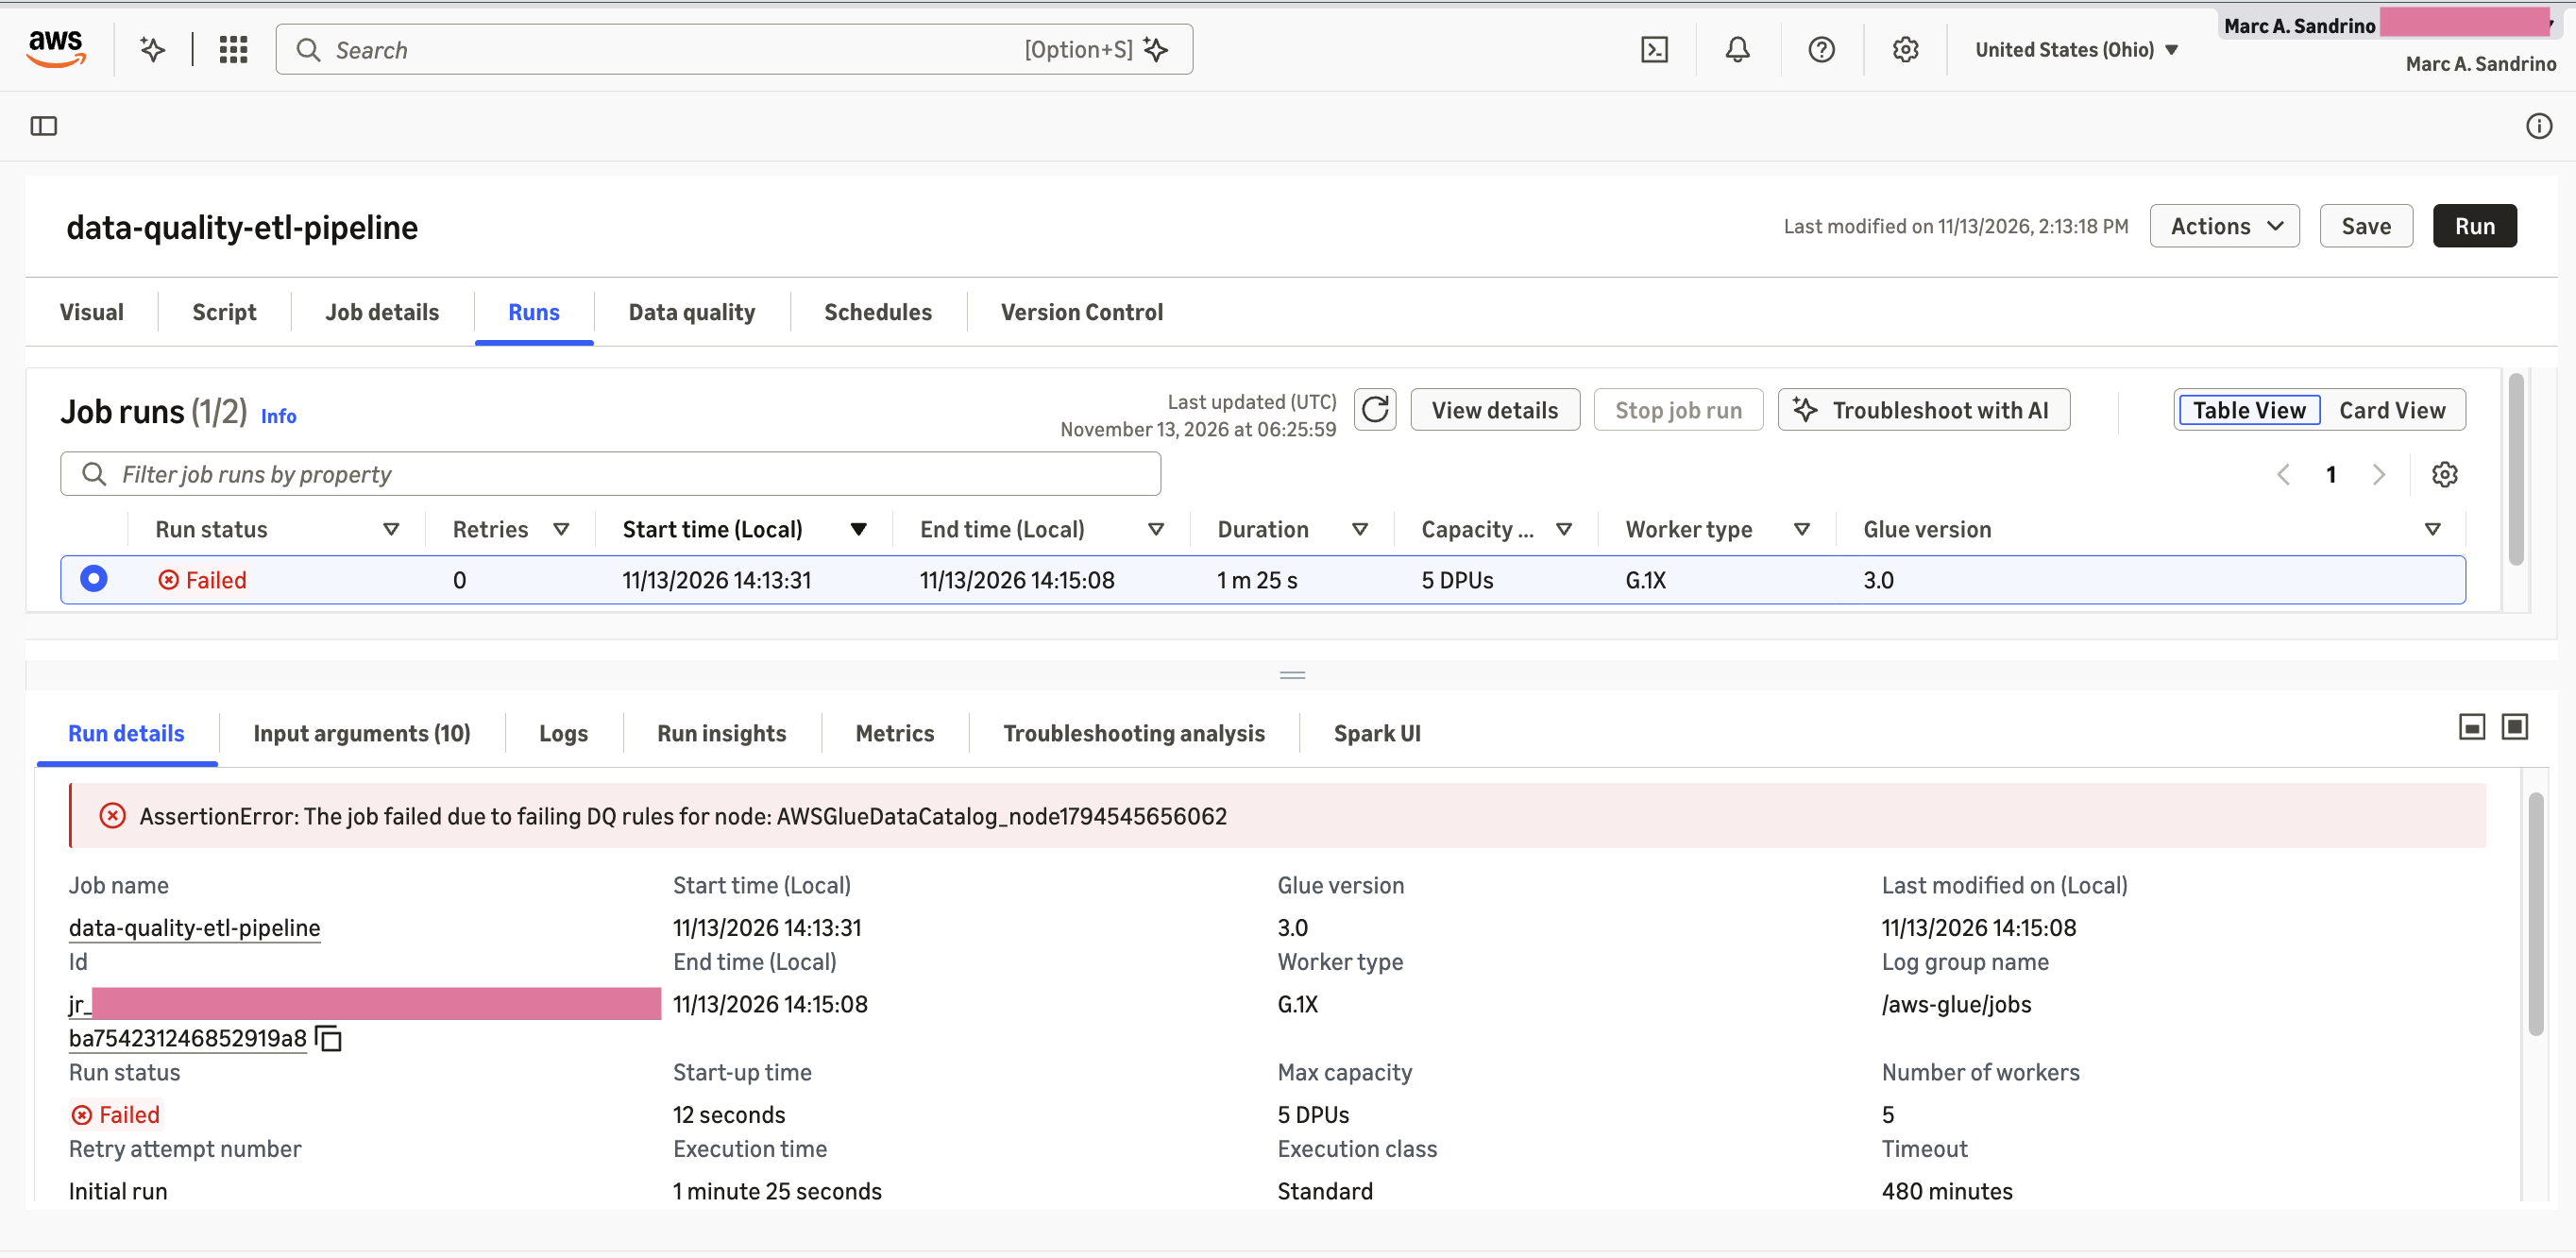 Marc A. Sandrino
aws
Search [Option+S]
United States (Ohio)
Marc A. Sandrino
data-quality-etl-pipeline
Last modified on 11/13/2026, 2:13:18 PM
Actions
Save
Run
Visual
Script
Job details
Runs
Data quality
Schedules
Version Control
Job runs (1/2) Info
Last updated (UTC)
November 13, 2026 at 06:25:59
View details
Stop job run
Troubleshoot with AI
Table View
Card View
Filter job runs by property
1
Run status Retries Start time (Local) End time (Local) Duration Capacity ... Worker type Glue version
Failed 0 11/13/2026 14:13:31 11/13/2026 14:15:08 1 m 25 s 5 DPUs G.1X 3.0
Run details
Input arguments (10)
Logs
Run insights
Metrics
Troubleshooting analysis
Spark UI
AssertionError: The job failed due to failing DQ rules for node: AWSGlueDataCatalog_node1794545656062
Job name Start time (Local) Glue version Last modified on (Local)
data-quality-etl-pipeline 11/13/2026 14:13:31 3.0 11/13/2026 14:15:08
Id End time (Local) Worker type Log group name
jr_ 11/13/2026 14:15:08 G.1X /aws-glue/jobs
ba754231246852919a8
Run status Start-up time Max capacity Number of workers
Failed 12 seconds 5 DPUs 5
Retry attempt number Execution time Execution class Timeout
Initial run 1 minute 25 seconds Standard 480 minutes